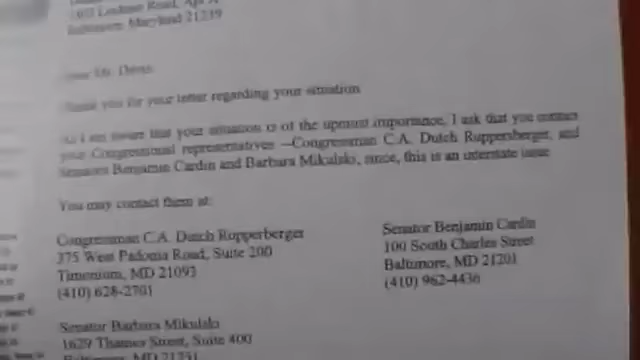 Baltimore, Maryland 21239
Dear Mr.
Thank you for your letter regarding your situation
As I am aware that your situation is of the upmost importance, I ask that you contact
your Congressional representatives –Congressman C.A. Dutch Ruppersberger, and
Senators Benjamin Cardin and Barbara Mikulski, since, this is an interstate issue
You may contact them at:
Congressman C.A. Dutch Rupperberger
375 West Padonia Road, Suite 200
Timonium, MD 21093
(410) 628-2701
Senator Benjamin Cardin
100 South Charles Street
Baltimore, MD 21201
(410) 962-4436
Senator Barbara Mikulski
1629 Thames Street, Suite 400
Baltimore, MD 21231